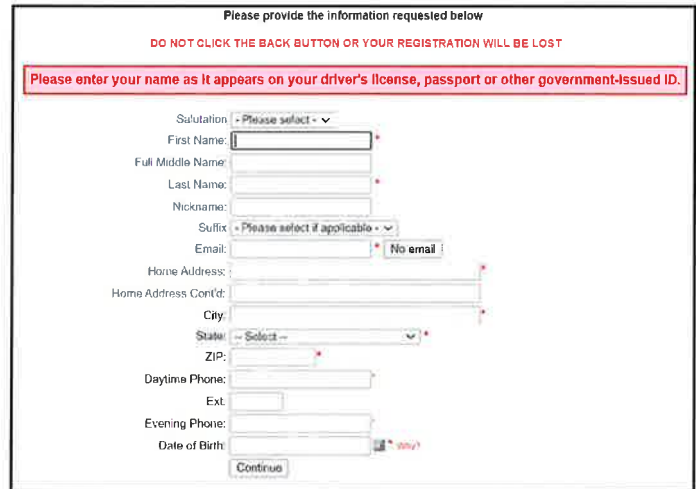 Please provide the information requested below
DO NOT CLICK THE BACK BUTTON OR YOUR REGISTRATION WILL BE LOST
Please enter your name as it appears on your driver's license, passport or other government-issued ID.
Salutation - Please select -
First Name: *
Full Middle Name:
Last Name: *
Nickname:
Suffix - Please select if applicable -
Email: * No email
Home Address: *
Home Address Cont'd:
City: *
State: -- Select -- *
ZIP: *
Daytime Phone: *
Ext.
Evening Phone: *
Date of Birth: * Why?
Continue